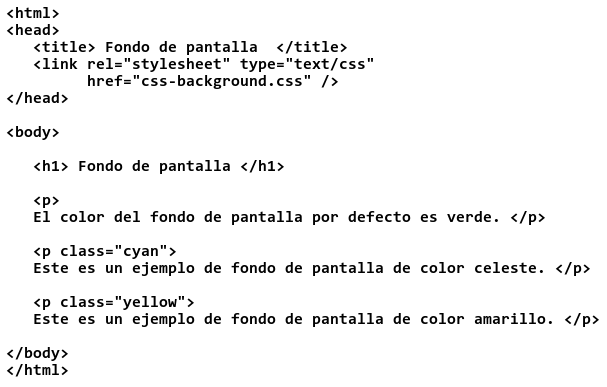 <html>
<head>
   <title> Fondo de pantalla  </title>
   <link rel="stylesheet" type="text/css"
         href="css-background.css" />
</head>

<body>

   <h1> Fondo de pantalla </h1>

   <p>
   El color del fondo de pantalla por defecto es verde. </p>

   <p class="cyan">
   Este es un ejemplo de fondo de pantalla de color celeste. </p>

   <p class="yellow">
   Este es un ejemplo de fondo de pantalla de color amarillo. </p>

</body>
</html>